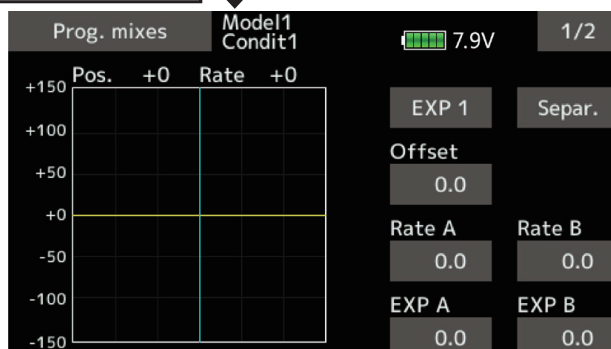 Prog. mixes Model1 Condit1 7.9V 1/2
Pos. +0 Rate +0
+150
+100
+50
+0
-50
-100
-150
EXP 1 Separ.
Offset
0.0
Rate A Rate B
0.0 0.0
EXP A EXP B
0.0 0.0